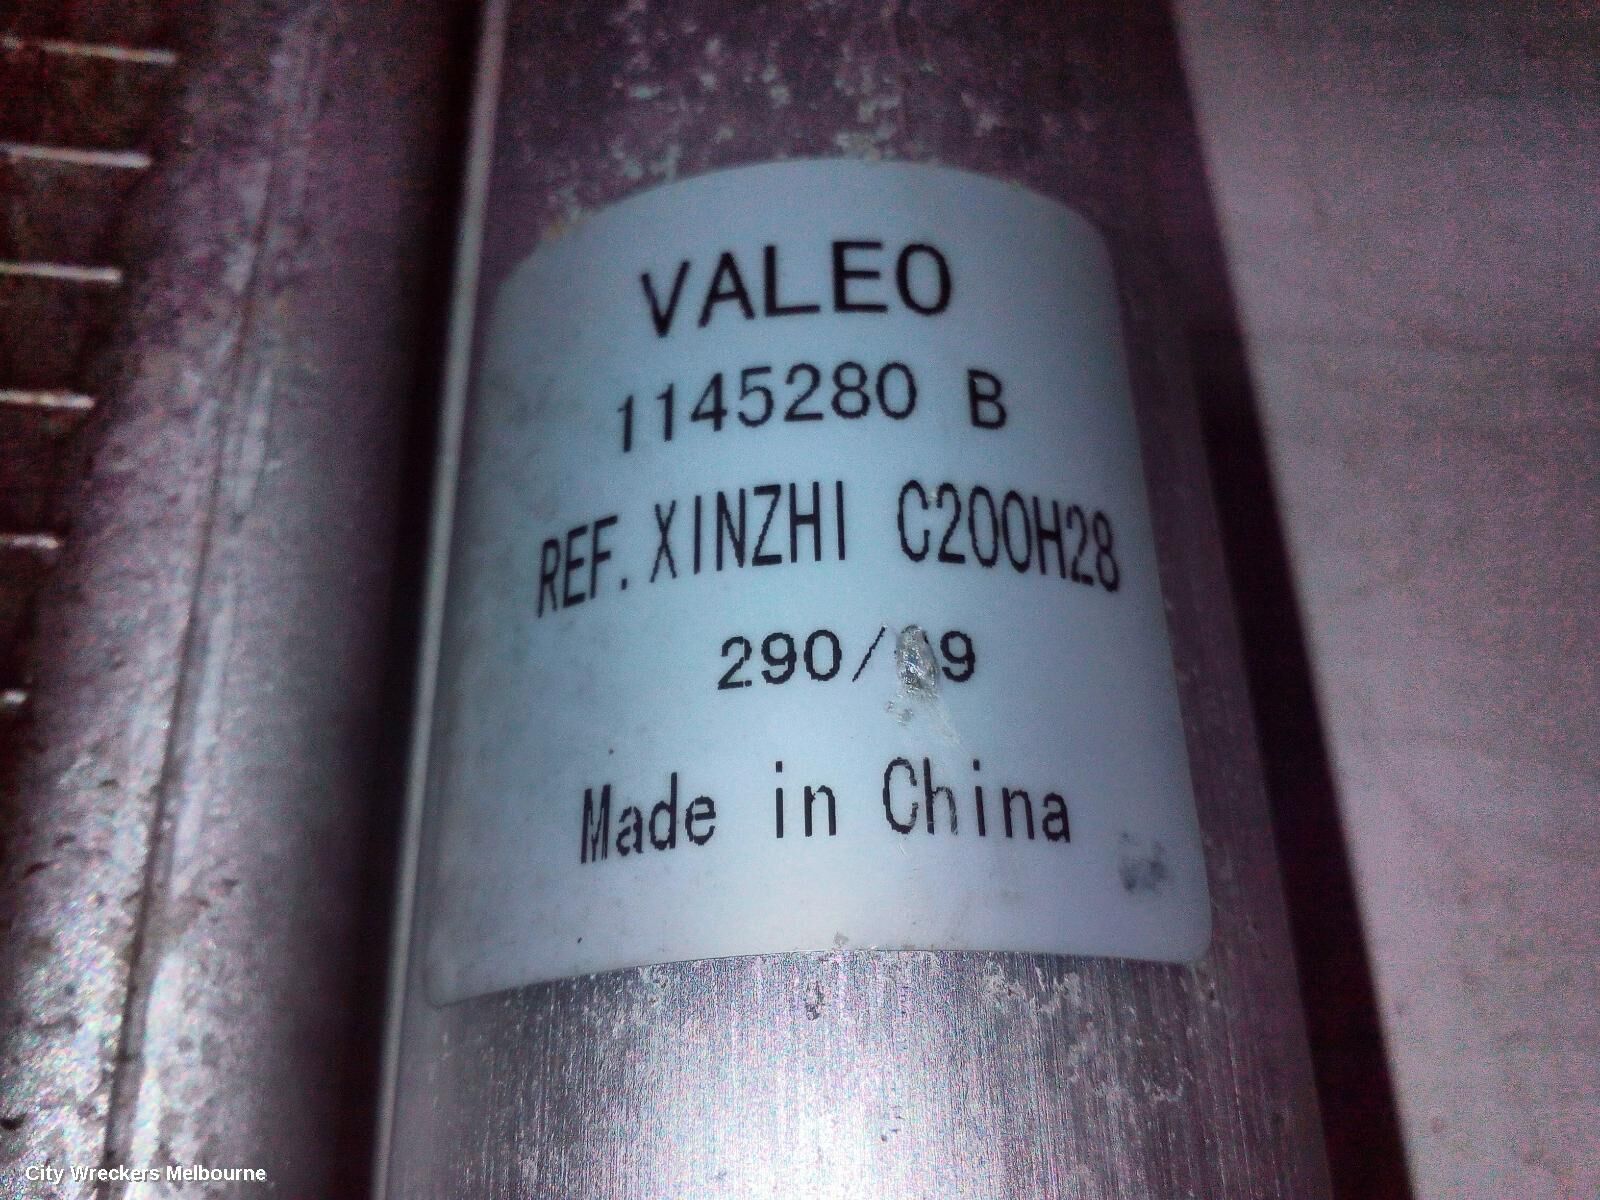 VALEO
1145280 B
REF. XINZHI C200H28
Made in China
City Wreckers Melbourne